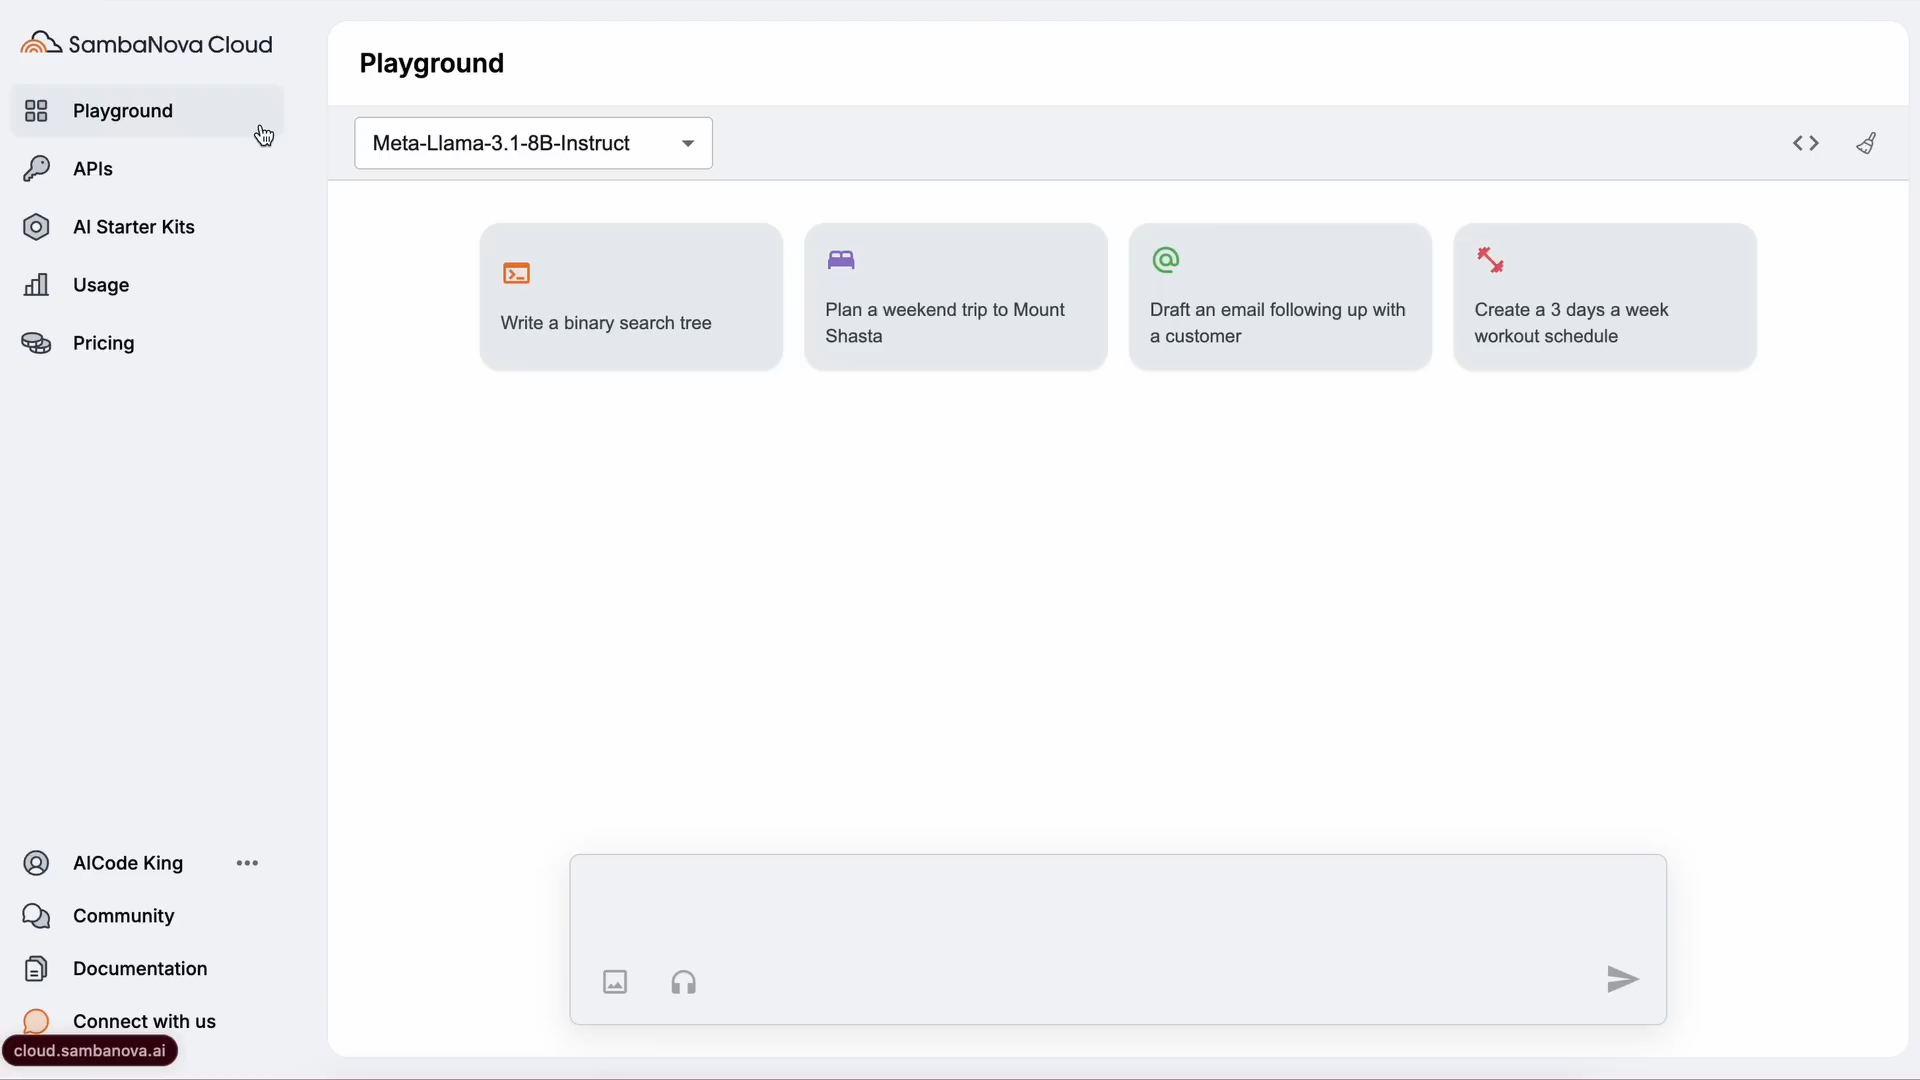 SambaNova Cloud
Playground
APIs
AI Starter Kits
Usage
Pricing
AICode King
Community
Documentation
Connect with us
cloud.sambanova.ai
Playground
Meta-Llama-3.1-8B-Instruct
Write a binary search tree
Plan a weekend trip to Mount
Shasta
Draft an email following up with
a customer
Create a 3 days a week
workout schedule